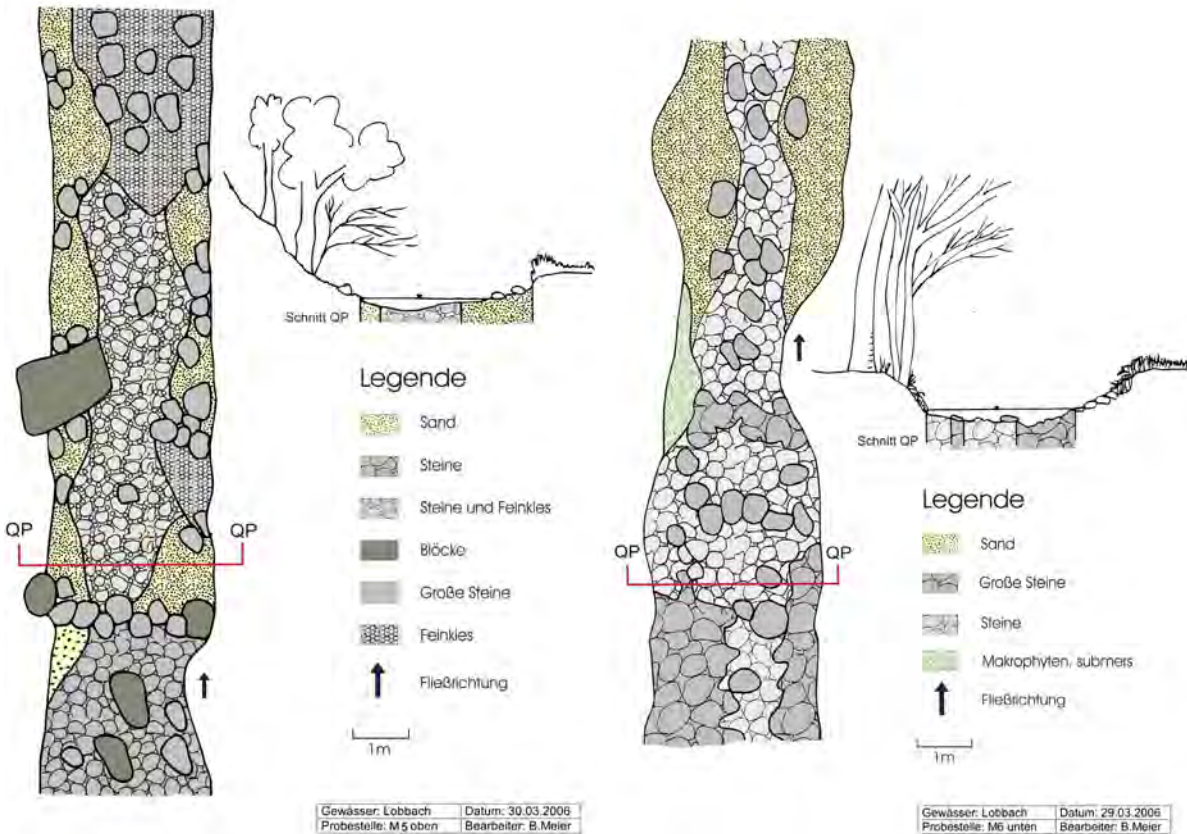 Schnitt QP
Legende
Sand
Steine
Steine und Feinkies
Blöcke
Große Steine
Feinkies
Fließrichtung
1m
QP QP
Gewässer: Lobbach Datum: 30.03.2006
Probestelle: M5 oben Bearbeiter: B.Meier
Schnitt QP
Legende
Sand
Große Steine
Steine
Makrophyten, submers
Fließrichtung
1m
QP QP
Gewässer: Lobbach Datum: 29.03.2006
Probestelle: M6 unten Bearbeiter: B.Meier